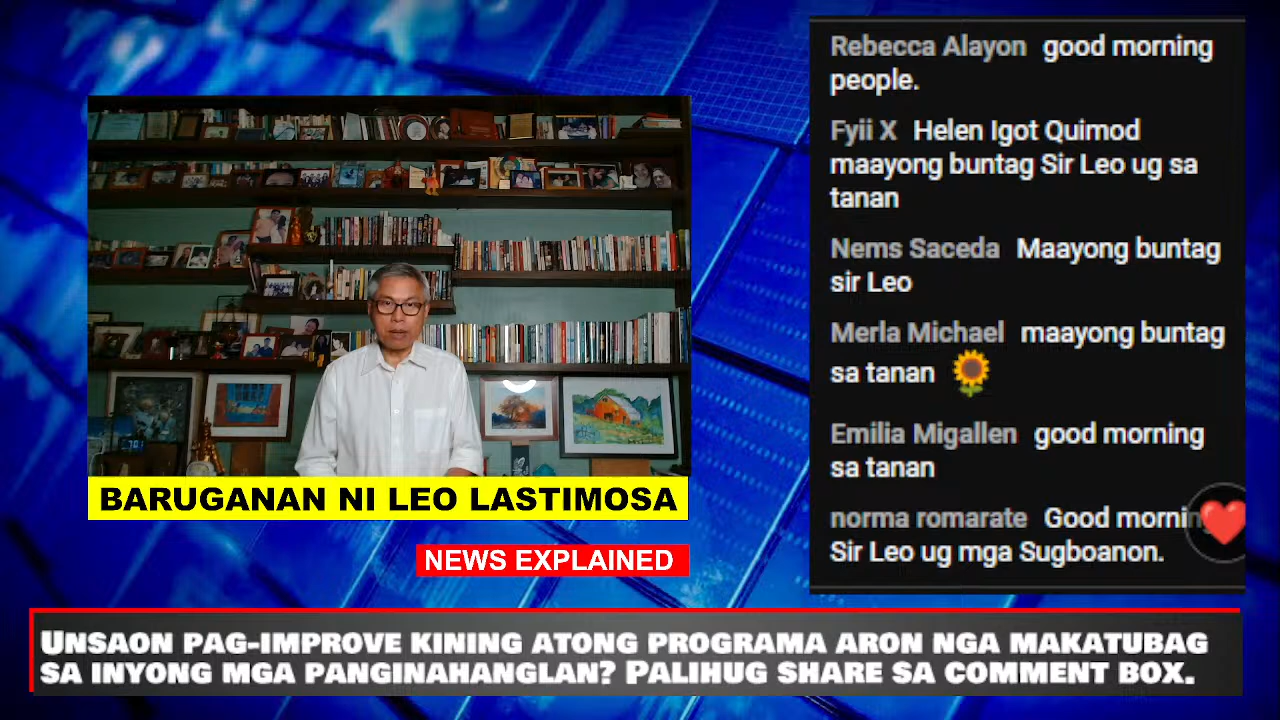 Rebecca Alayon good morning
people.
Fyii X Helen Igot Quimod
maayong buntag Sir Leo ug sa
tanan
Nems Saceda Maayong buntag
sir Leo
Merla Michael maayong buntag
sa tanan 🌻
Emilia Migallen good morning
sa tanan
norma romarate Good mornin
Sir Leo ug mga Sugboanon.
BARUGANAN NI LEO LASTIMOSA
NEWS EXPLAINED
UNSAON PAG-IMPROVE KINING ATONG PROGRAMA ARON NGA MAKATUBAG
SA INYONG MGA PANGINAHANGLAN? PALIHUG SHARE SA COMMENT BOX.